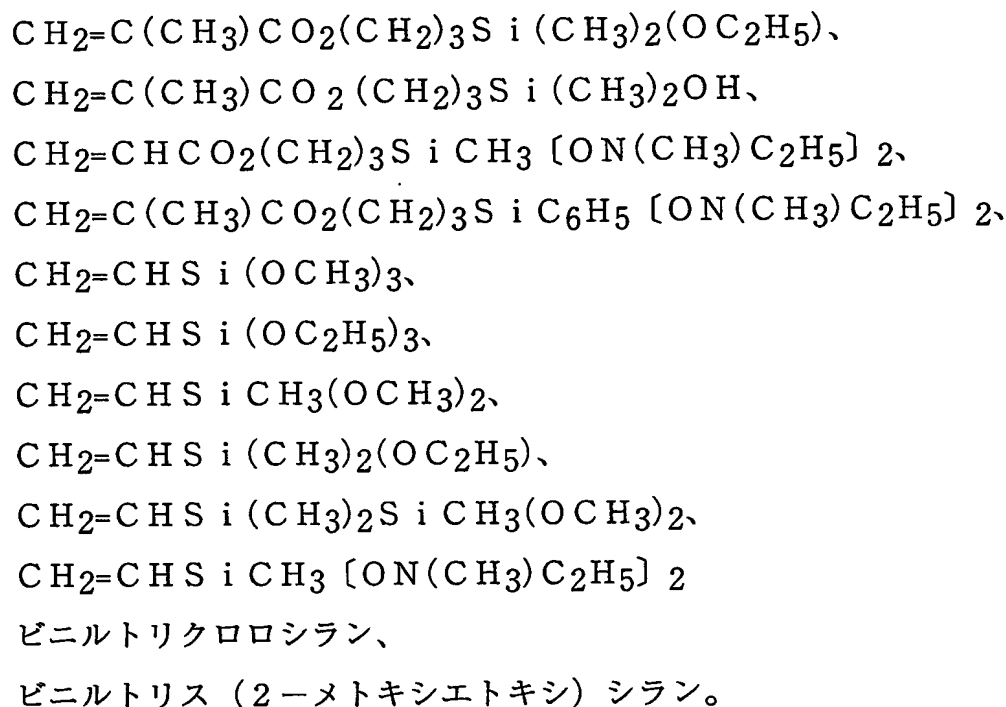 CH2=C(CH3)CO2(CH2)3Si(CH3)2(OC2H5)、
CH2=C(CH3)CO2(CH2)3Si(CH3)2OH、
CH2=CHCO2(CH2)3SiCH3〔ON(CH3)C2H5〕2、
CH2=C(CH3)CO2(CH2)3SiC6H5〔ON(CH3)C2H5〕2、
CH2=CHSi(OCH3)3、
CH2=CHSi(OC2H5)3、
CH2=CHSiCH3(OCH3)2、
CH2=CHSi(CH3)2(OC2H5)、
CH2=CHSi(CH3)2SiCH3(OCH3)2、
CH2=CHSiCH3〔ON(CH3)C2H5〕2
ビニルトリクロロシラン、
ビニルトリス（2－メトキシエトキシ）シラン。